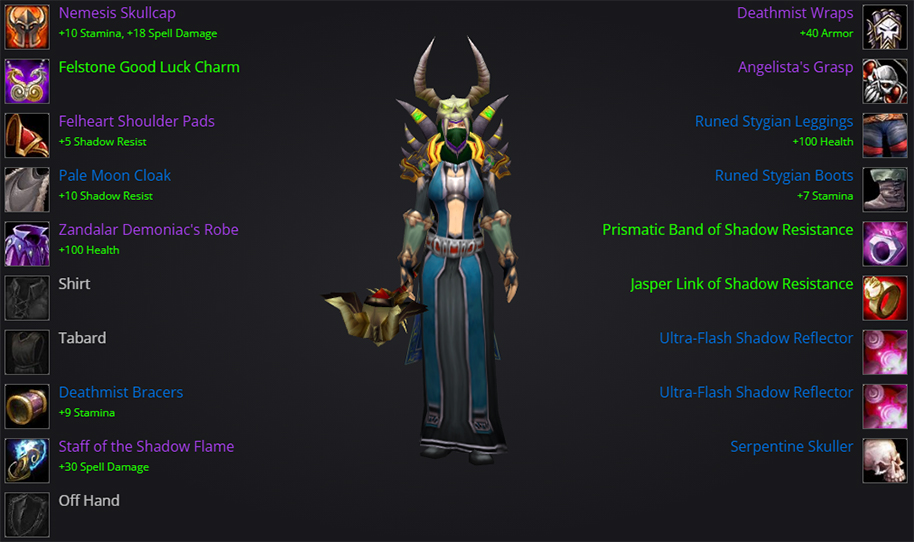 Nemesis Skullcap
+10 Stamina, +18 Spell Damage
Felstone Good Luck Charm
Felheart Shoulder Pads
+5 Shadow Resist
Pale Moon Cloak
+10 Shadow Resist
Zandalar Demoniac's Robe
+100 Health
Shirt
Tabard
Deathmist Bracers
+9 Stamina
Staff of the Shadow Flame
+30 Spell Damage
Off Hand
Deathmist Wraps
+40 Armor
Angelista's Grasp
Runed Stygian Leggings
+100 Health
Runed Stygian Boots
+7 Stamina
Prismatic Band of Shadow Resistance
Jasper Link of Shadow Resistance
Ultra-Flash Shadow Reflector
Ultra-Flash Shadow Reflector
Serpentine Skuller